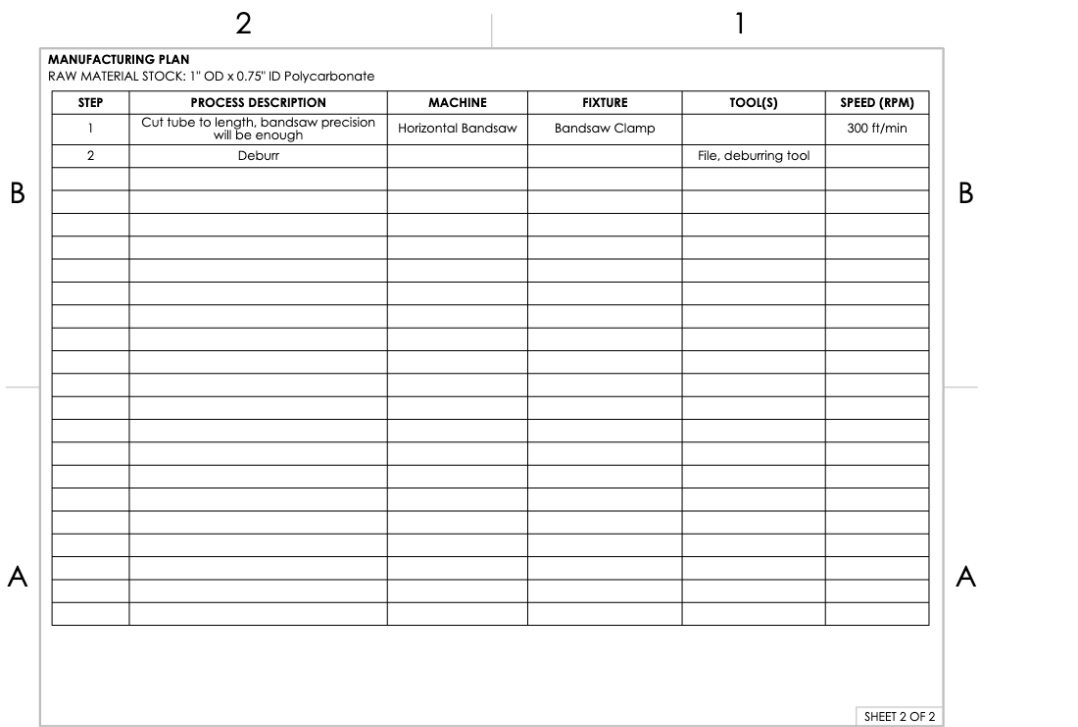 2 1
MANUFACTURING PLAN
RAW MATERIAL STOCK: 1" OD x 0.75" ID Polycarbonate
STEP PROCESS DESCRIPTION MACHINE FIXTURE TOOL(S) SPEED (RPM)
1 Cut tube to length, bandsaw precision will be enough Horizontal Bandsaw Bandsaw Clamp 300 ft/min
2 Deburr File, deburring tool
B B
A A
SHEET 2 OF 2